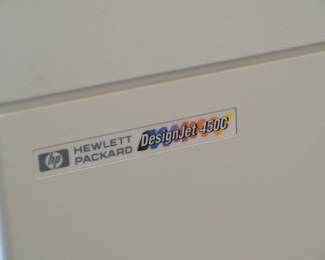 hp HEWLETT
PACKARD
DesignJet 450C